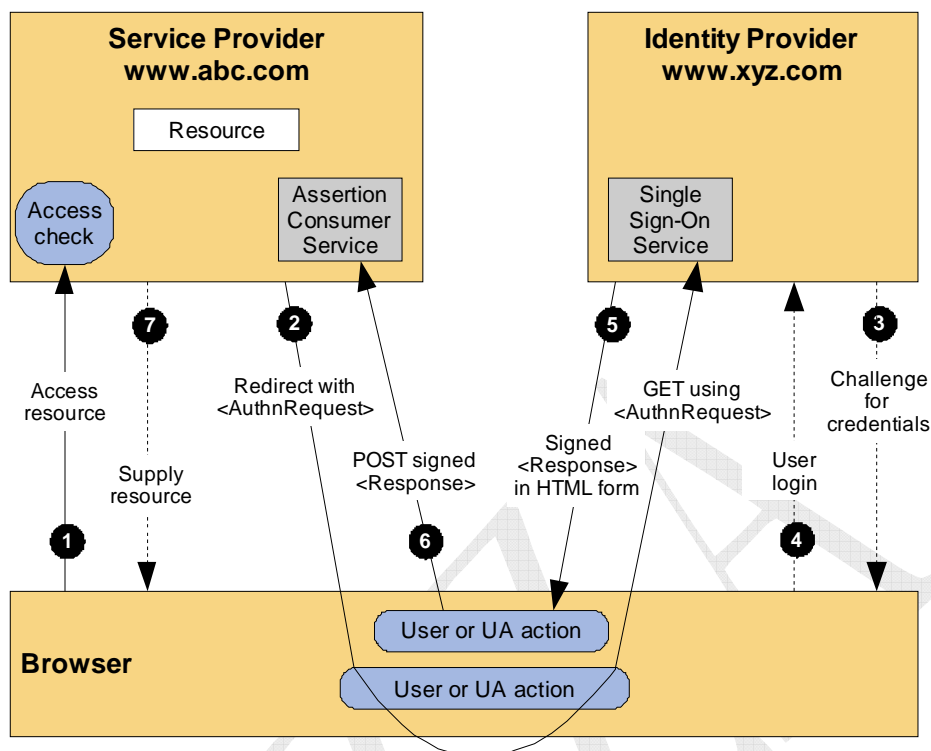 Service Provider
www.abc.com
Identity Provider
www.xyz.com
Resource
Access
check
Assertion
Consumer
Service
Single
Sign-On
Service
7
2
5
3
Access
resource
Redirect with
<AuthnRequest>
GET using
<AuthnRequest>
Challenge
for
credentials
Supply
resource
POST signed
<Response>
Signed
<Response>
in HTML form
User
login
1
6
4
User or UA action
Browser
User or UA action